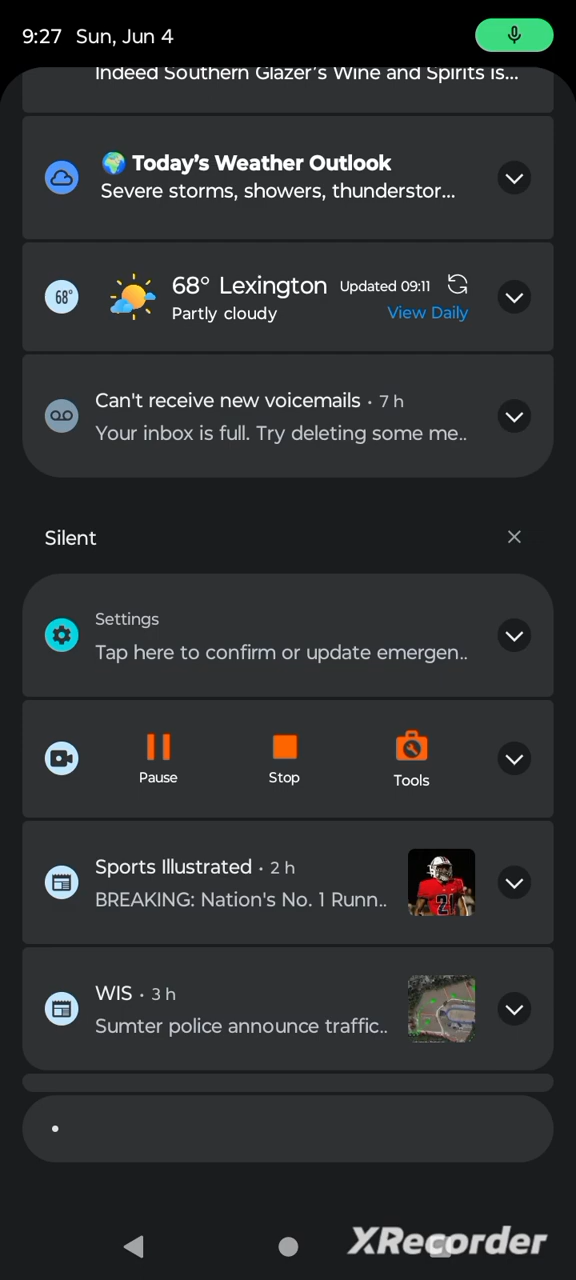 9:27 Sun, Jun 4
Indeed Southern Glazer's Wine and Spirits is...
Today's Weather Outlook
Severe storms, showers, thunderstor...
68°
68° Lexington Updated 09:11
Partly cloudy View Daily
Can't receive new voicemails • 7 h
Your inbox is full. Try deleting some me..
Silent
Settings
Tap here to confirm or update emergen..
Pause Stop Tools
Sports Illustrated • 2 h
BREAKING: Nation's No. 1 Runn..
21
WIS • 3 h
Sumter police announce traffic..
XRecorder